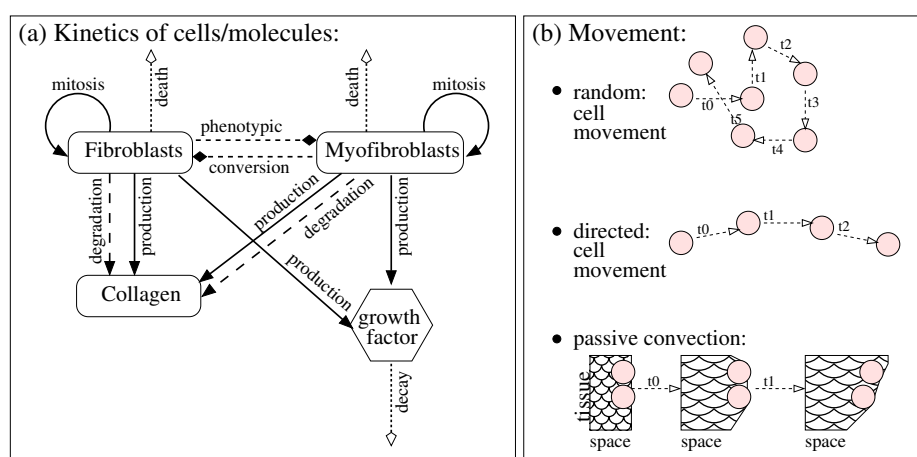 (a) Kinetics of cells/molecules:
mitosis
death
death
mitosis
phenotypic
Fibroblasts
Myofibroblasts
conversion
degradation
production
production
degradation
production
production
Collagen
growth
factor
decay
(b) Movement:
• random:
cell
movement
t0
t1
t2
t3
t4
t5
• directed:
cell
movement
t0
t1
t2
• passive convection:
tissue
t0
t1
space
space
space